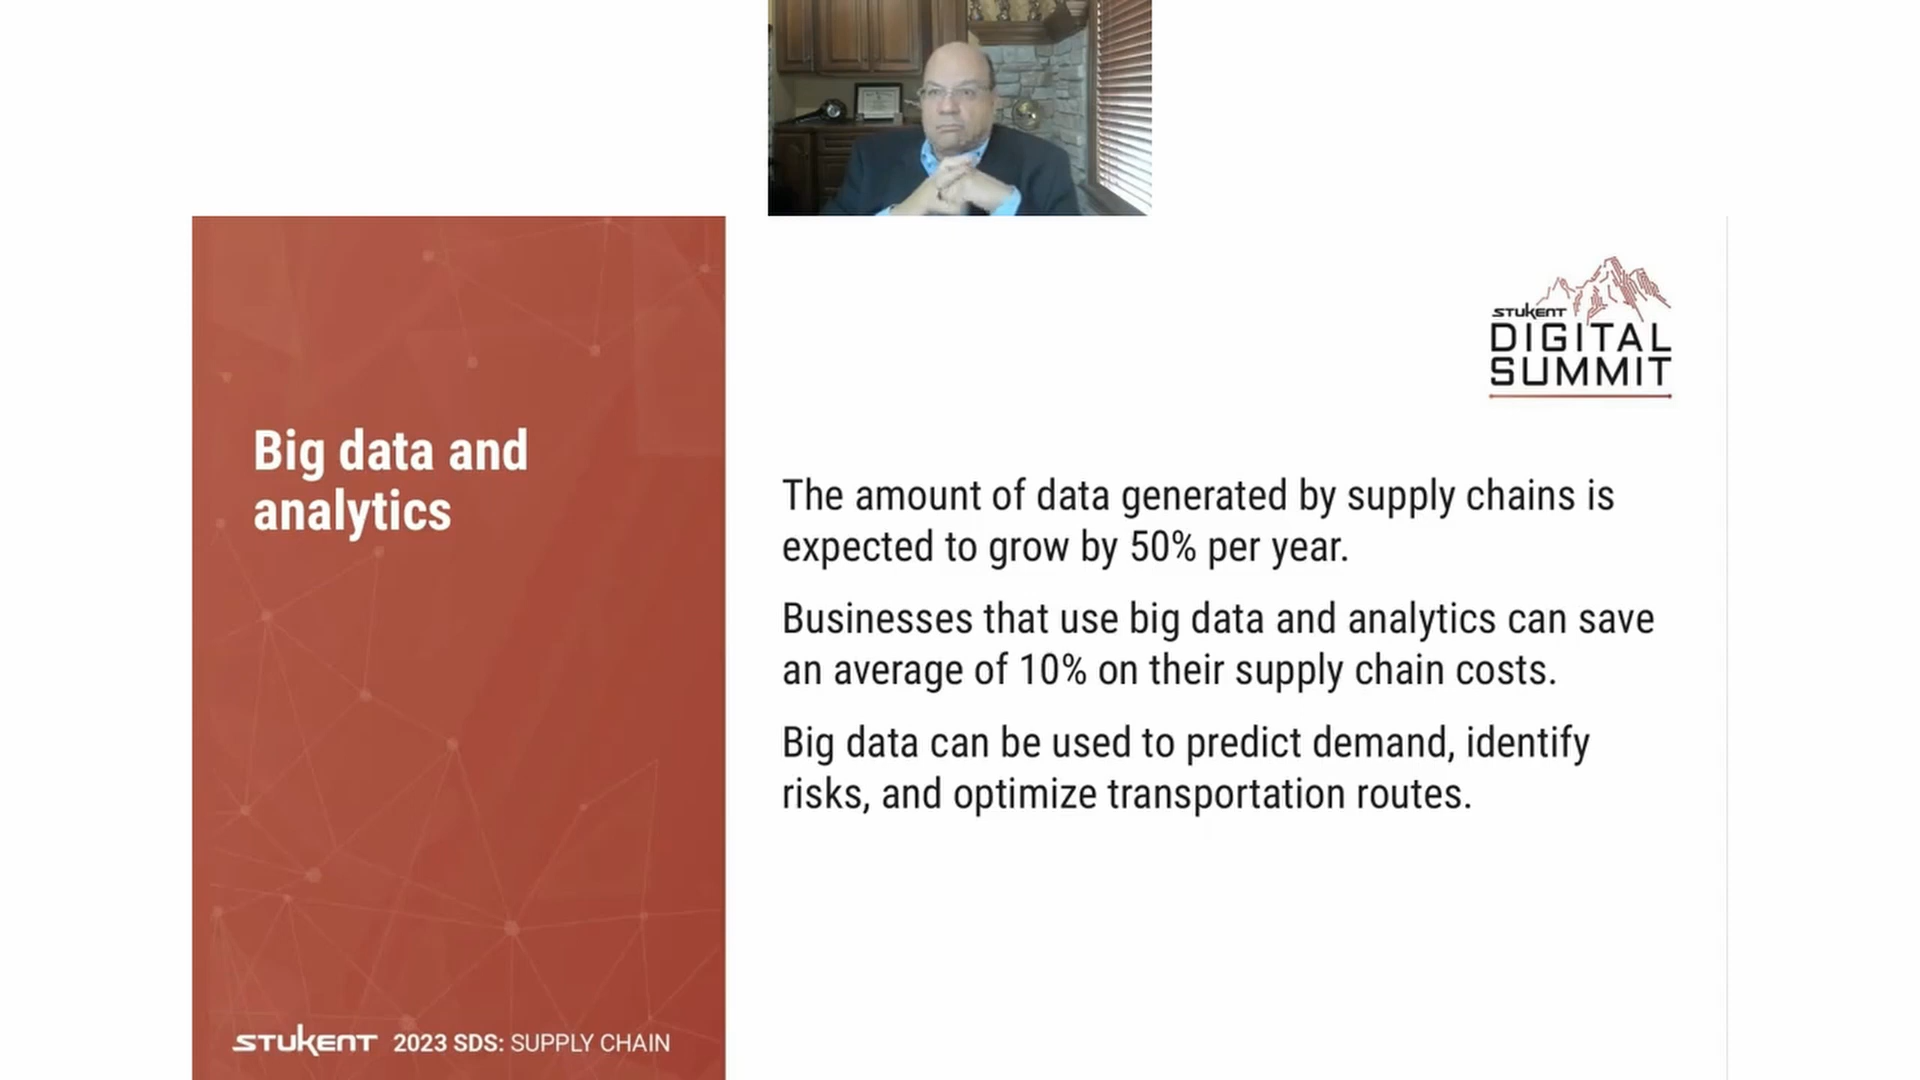 STUKENT
DIGITAL
SUMMIT
Big data and
analytics
The amount of data generated by supply chains is
expected to grow by 50% per year.
Businesses that use big data and analytics can save
an average of 10% on their supply chain costs.
Big data can be used to predict demand, identify
risks, and optimize transportation routes.
STUKENT 2023 SDS: SUPPLY CHAIN